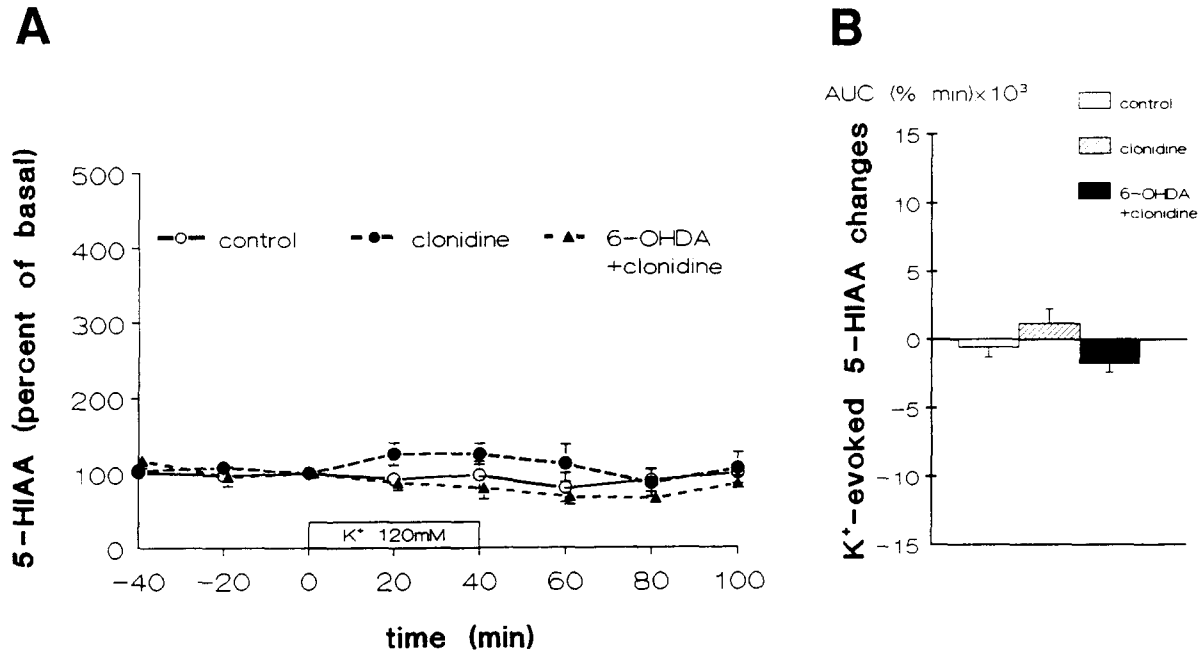 A
5-HIAA (percent of basal)
500
400
300
200
100
0
control
clonidine
6-OHDA
+clonidine
K⁺ 120mM
-40 -20 0 20 40 60 80 100
time (min)
B
AUC (% min)×10³
K⁺-evoked 5-HIAA changes
15
10
5
0
-5
-10
-15
control
clonidine
6-OHDA
+clonidine